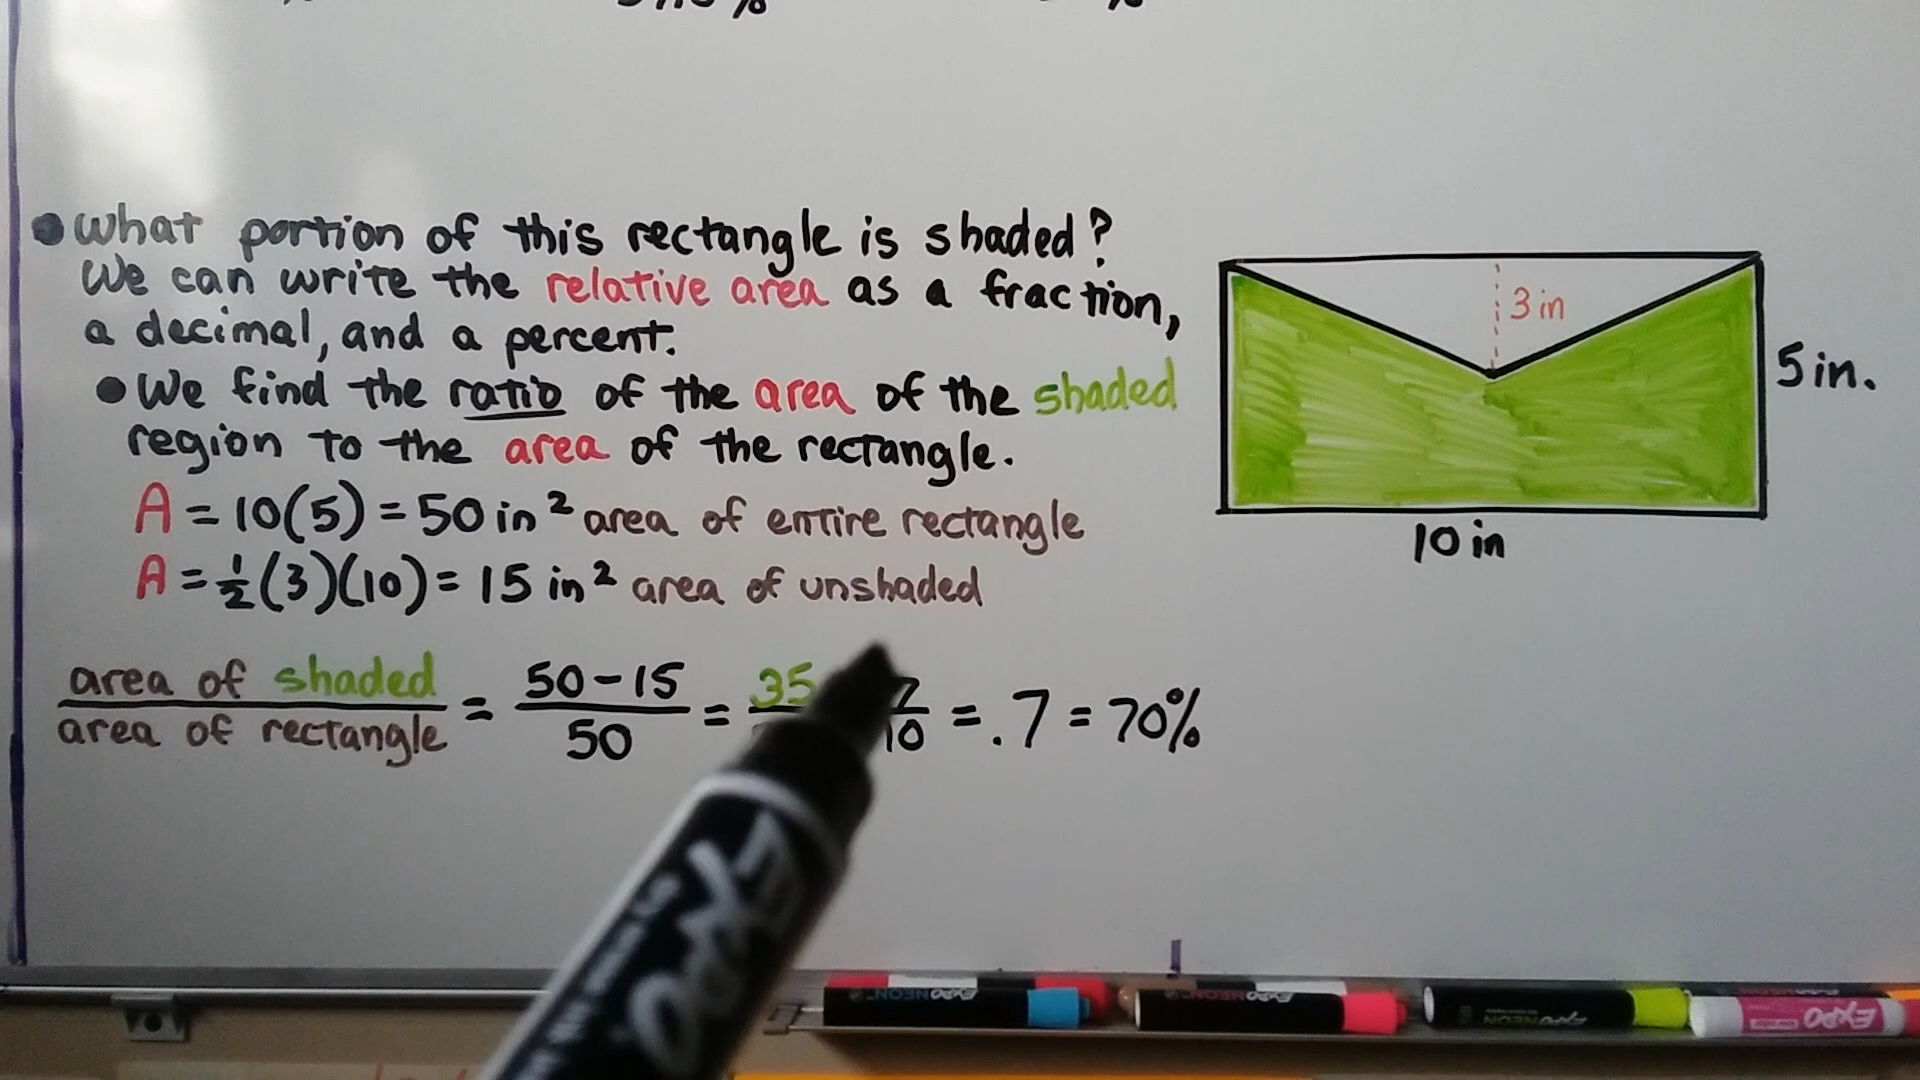 What portion of this rectangle is shaded?
We can write the relative area as a fraction,
a decimal, and a percent.
• We find the ratio of the area of the shaded
region to the area of the rectangle.
A = 10(5) = 50 in² area of entire rectangle
A = ½(3)(10) = 15 in² area of unshaded
area of shaded / area of rectangle = 50-15 / 50 = 35 7/10 = .7 = 70%
3 in
5 in.
10 in
EXPO
EXPO NEON
EXPO NEON
EXPO NEON
EXPO